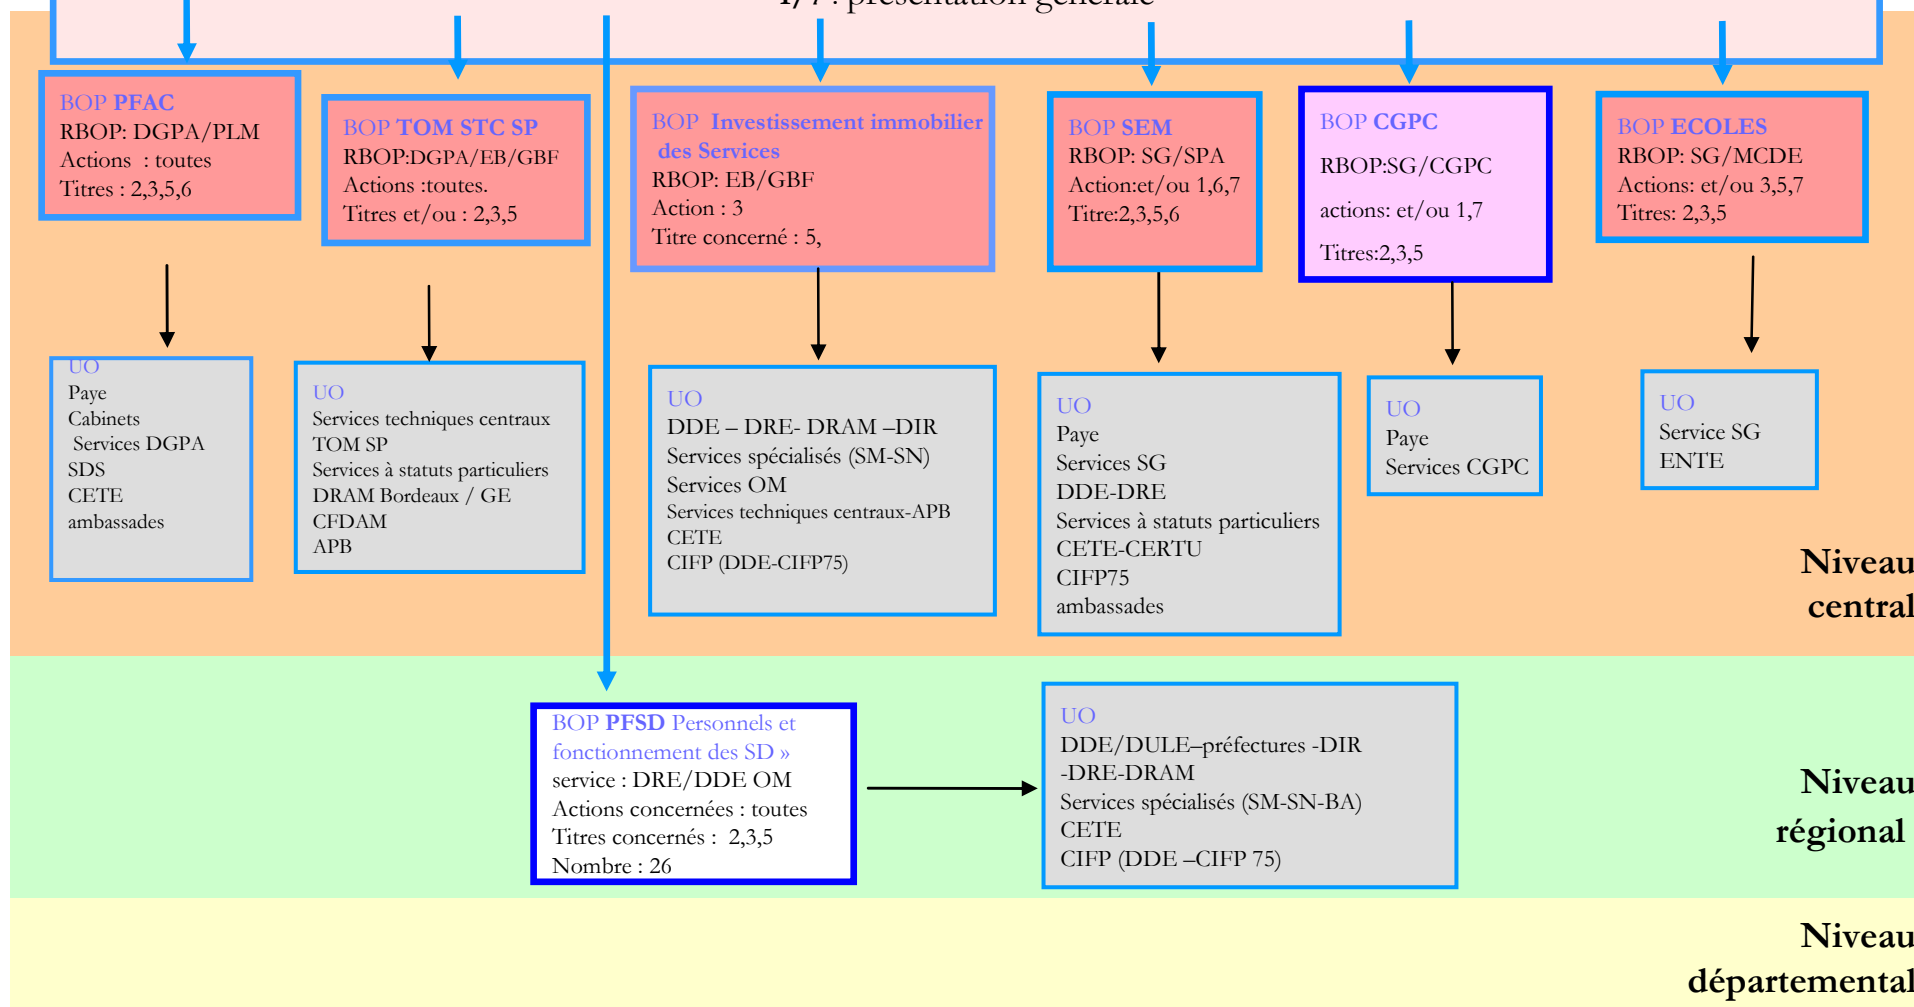 1/7 : présentation générale
BOP PFAC
RBOP: DGPA/PLM
Actions : toutes
Titres : 2,3,5,6
BOP TOM STC SP
RBOP:DGPA/EB/GBF
Actions :toutes.
Titres et/ou : 2,3,5
BOP Investissement immobilier
des Services
RBOP: EB/GBF
Action : 3
Titre concerné : 5,
BOP SEM
RBOP: SG/SPA
Action:et/ou 1,6,7
Titre:2,3,5,6
BOP CGPC
RBOP:SG/CGPC
actions: et/ou 1,7
Titres:2,3,5
BOP ECOLES
RBOP: SG/MCDE
Actions: et/ou 3,5,7
Titres: 2,3,5
UO
Paye
Cabinets
Services DGPA
SDS
CETE
ambassades
UO
Services techniques centraux
TOM SP
Services à statuts particuliers
DRAM Bordeaux / GE
CFDAM
APB
UO
DDE – DRE- DRAM –DIR
Services spécialisés (SM-SN)
Services OM
Services techniques centraux-APB
CETE
CIFP (DDE-CIFP75)
UO
Paye
Services SG
DDE-DRE
Services à statuts particuliers
CETE-CERTU
CIFP75
ambassades
UO
Paye
Services CGPC
UO
Service SG
ENTE
Niveau
central
BOP PFSD Personnels et
fonctionnement des SD »
service : DRE/DDE OM
Actions concernées : toutes
Titres concernés : 2,3,5
Nombre : 26
UO
DDE/DULE–préfectures -DIR
-DRE-DRAM
Services spécialisés (SM-SN-BA)
CETE
CIFP (DDE –CIFP 75)
Niveau
régional
Niveau
départemental